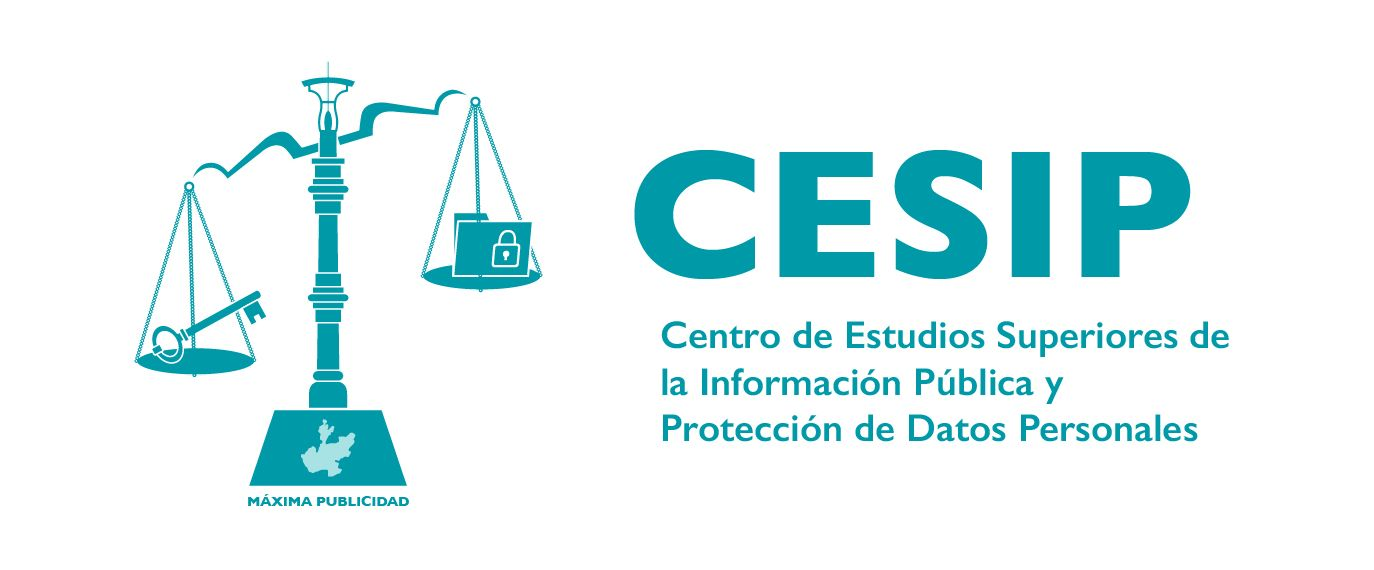 MÁXIMA PUBLICIDAD
CESIP
Centro de Estudios Superiores de
la Información Pública y
Protección de Datos Personales